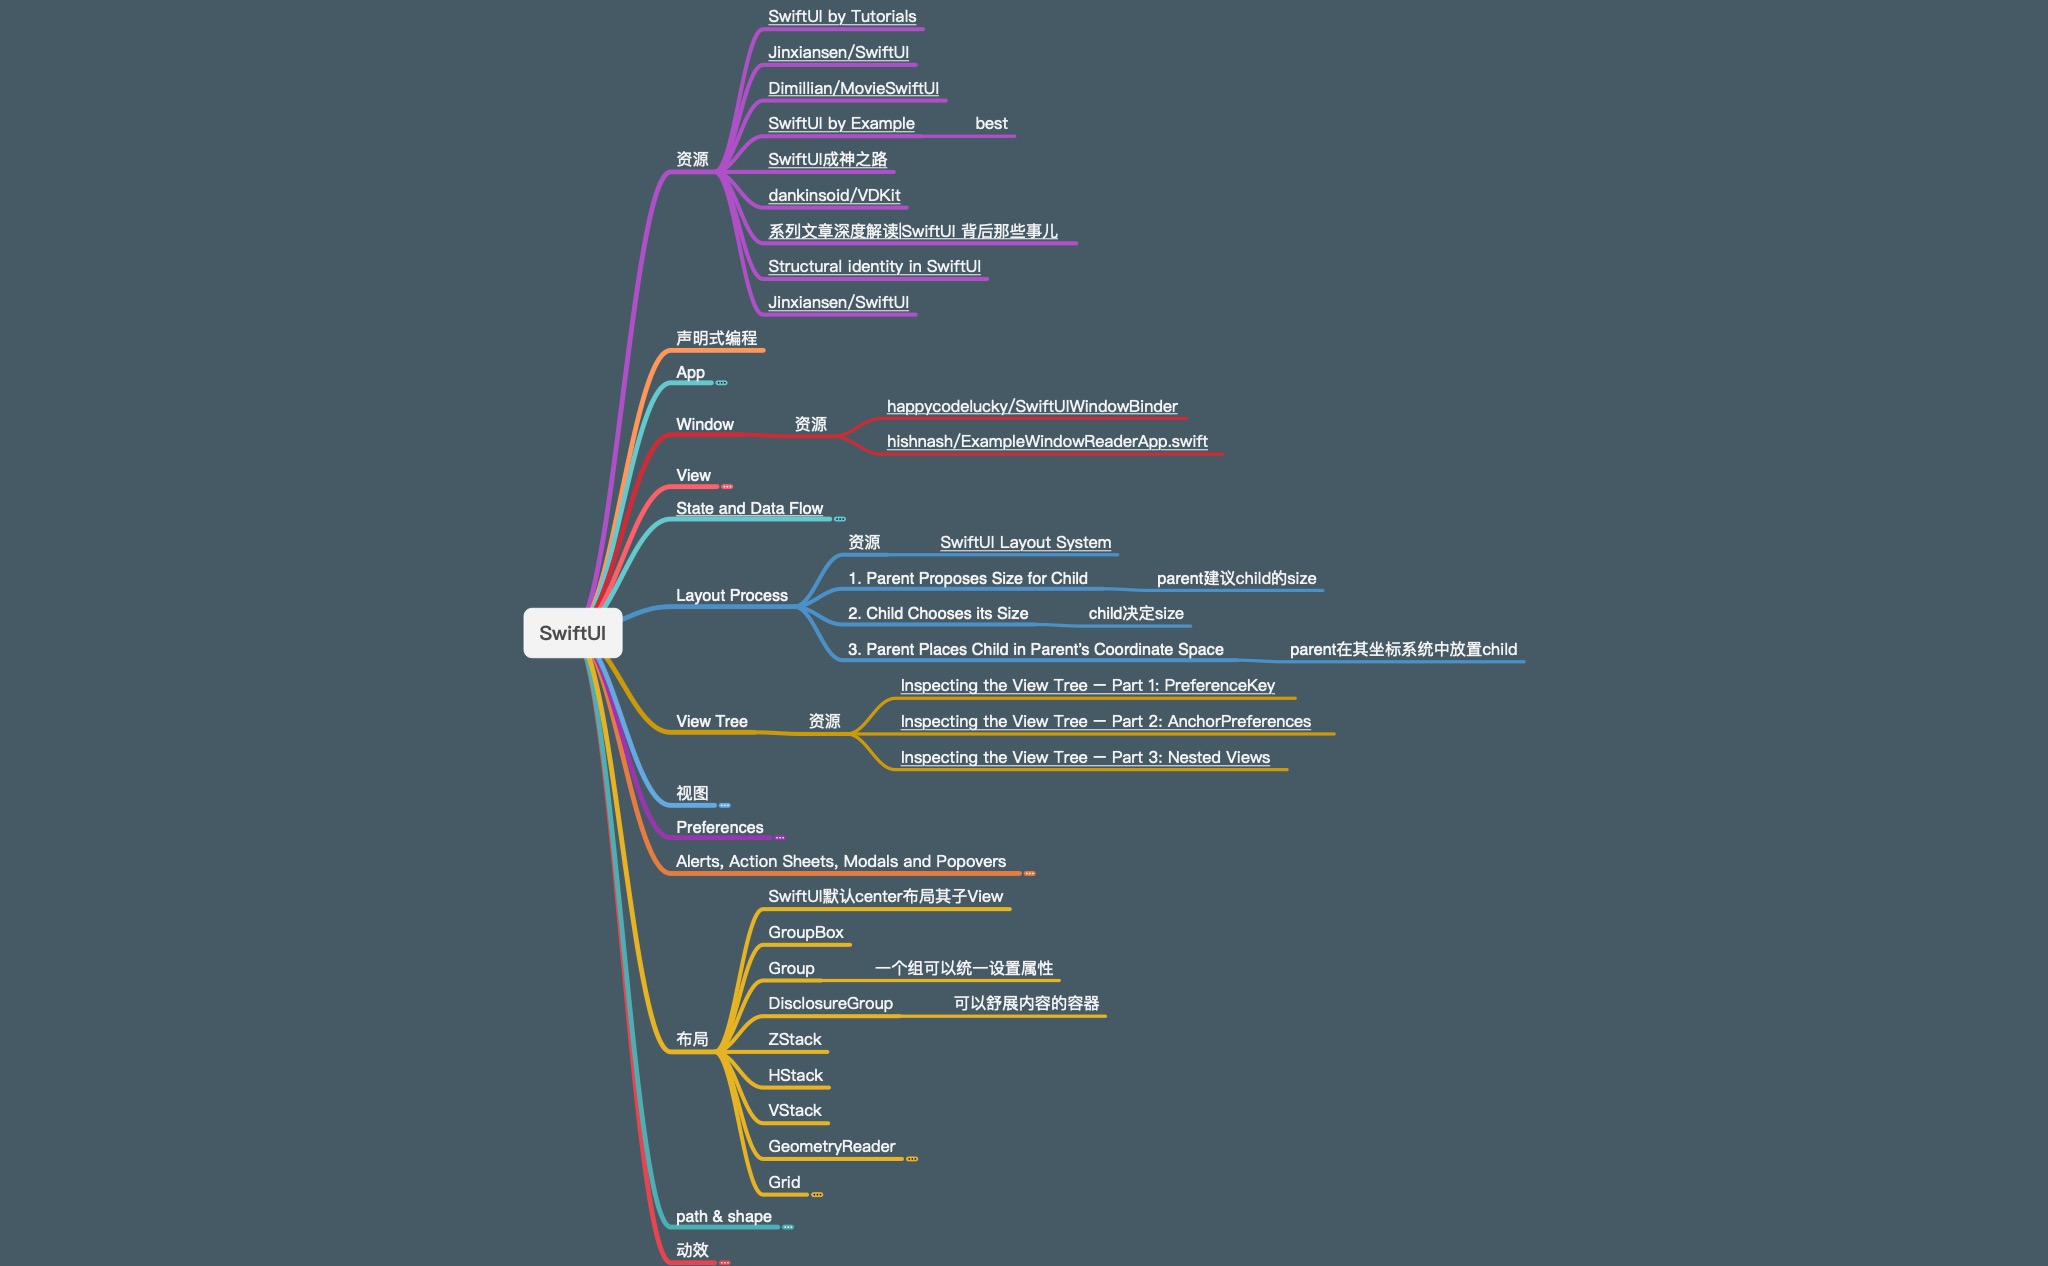 SwiftUI
资源
SwiftUI by Tutorials
Jinxiansen/SwiftUI
Dimillian/MovieSwiftUI
SwiftUI by Example
best
SwiftUI成神之路
dankinsoid/VDKit
系列文章深度解读|SwiftUI 背后那些事儿
Structural identity in SwiftUI
Jinxiansen/SwiftUI
声明式编程
App
Window
资源
happycodelucky/SwiftUIWindowBinder
hishnash/ExampleWindowReaderApp.swift
View
State and Data Flow
Layout Process
资源
SwiftUI Layout System
1. Parent Proposes Size for Child
parent建议child的size
2. Child Chooses its Size
child决定size
3. Parent Places Child in Parent’s Coordinate Space
parent在其坐标系统中放置child
View Tree
资源
Inspecting the View Tree – Part 1: PreferenceKey
Inspecting the View Tree – Part 2: AnchorPreferences
Inspecting the View Tree – Part 3: Nested Views
视图
Preferences
Alerts, Action Sheets, Modals and Popovers
布局
SwiftUI默认center布局其子View
GroupBox
Group
一个组可以统一设置属性
DisclosureGroup
可以舒展内容的容器
ZStack
HStack
VStack
GeometryReader
Grid
path & shape
动效